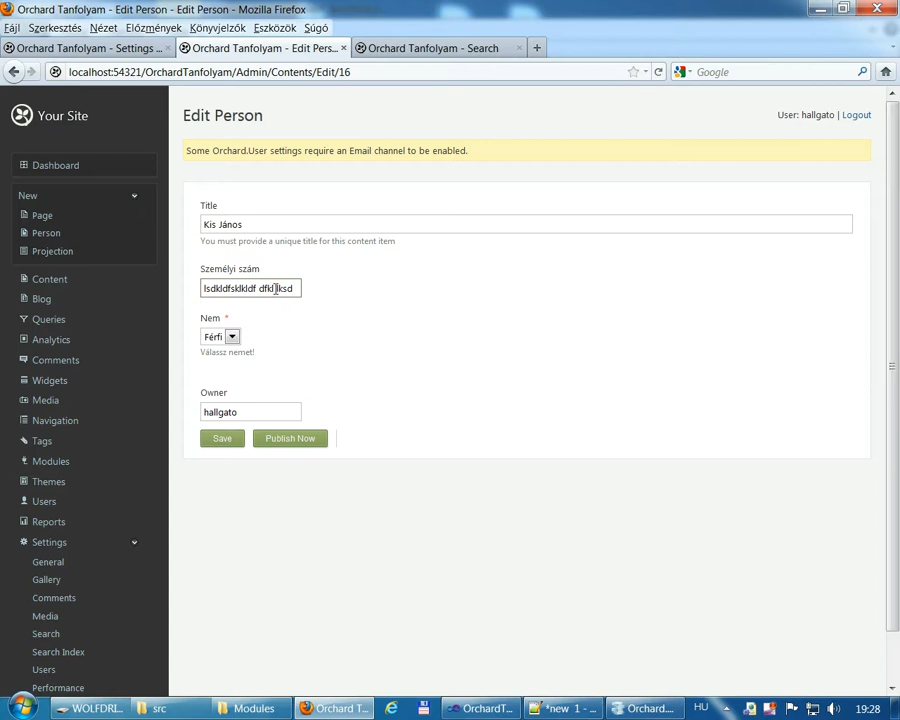 Orchard Tanfolyam - Edit Person - Edit Person - Mozilla Firefox
Fájl Szerkesztés Nézet Előzmények Könyvjelzők Eszközök Súgó
Orchard Tanfolyam - Settings ... × Orchard Tanfolyam - Edit Pers... × Orchard Tanfolyam - Search × +
localhost:54321/OrchardTanfolyam/Admin/Contents/Edit/16 Google
Your Site
Edit Person
User: hallgato | Logout
Some Orchard.User settings require an Email channel to be enabled.
Dashboard
New
Page
Person
Projection
Content
Blog
Queries
Analytics
Comments
Widgets
Media
Navigation
Tags
Modules
Themes
Users
Reports
Settings
General
Gallery
Comments
Media
Search
Search Index
Users
Performance
Title
Kis János
You must provide a unique title for this content item
Személyi szám
Nem *
Férfi
Válassz nemet!
Owner
hallgato
Save Publish Now
WOLFDRI... src Modules Orchard T... OrchardT... *new 1 - ... Orchard.... HU 19:28